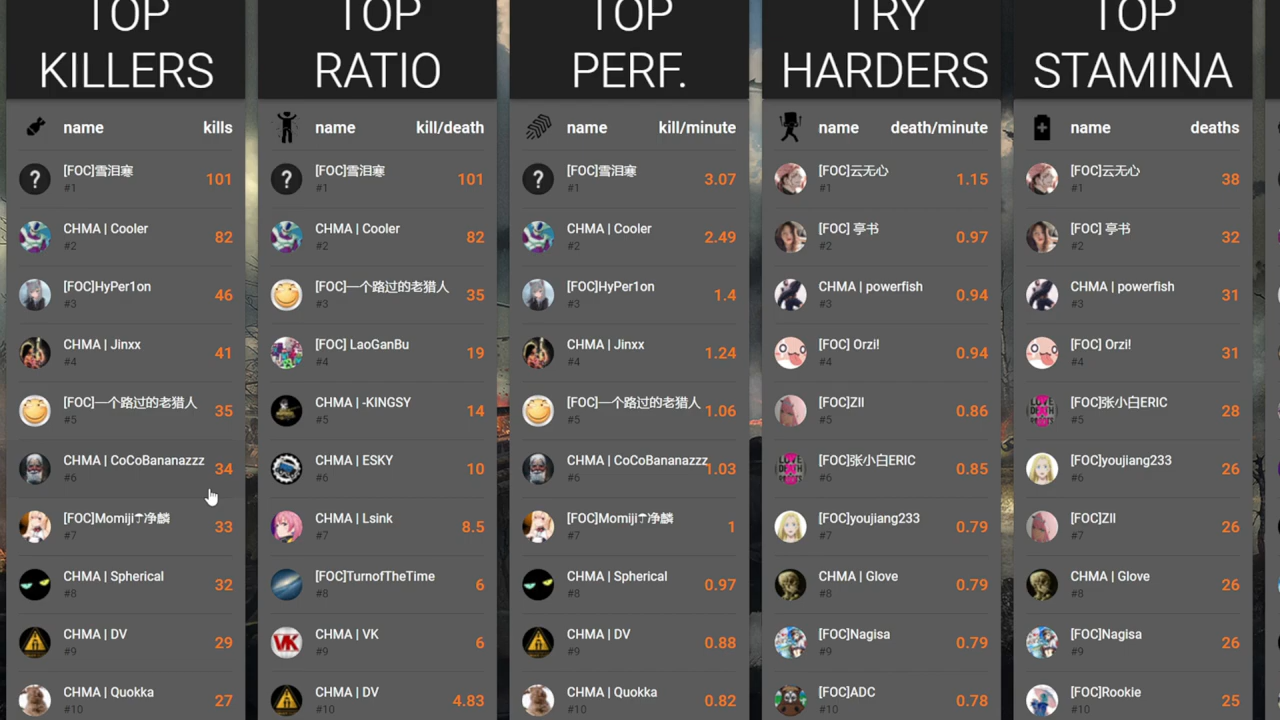 TOP
KILLERS
name kills
[FOC]雪泪寒 101
#1
CHMA | Cooler 82
#2
[FOC]HyPer1on 46
#3
CHMA | Jinxx 41
#4
[FOC]一个路过的老猎人 35
#5
CHMA | CoCoBananazzz 34
#6
[FOC]Momiji☂净麟 33
#7
CHMA | Spherical 32
#8
CHMA | DV 29
#9
CHMA | Quokka 27
#10
TOP
RATIO
name kill/death
[FOC]雪泪寒 101
#1
CHMA | Cooler 82
#2
[FOC]一个路过的老猎人 35
#3
[FOC] LaoGanBu 19
#4
CHMA | -KINGSY 14
#5
CHMA | ESKY 10
#6
CHMA | Lsink 8.5
#7
[FOC]TurnofTheTime 6
#8
CHMA | VK 6
#9
CHMA | DV 4.83
#10
TOP
PERF.
name kill/minute
[FOC]雪泪寒 3.07
#1
CHMA | Cooler 2.49
#2
[FOC]HyPer1on 1.4
#3
CHMA | Jinxx 1.24
#4
[FOC]一个路过的老猎人 1.06
#5
CHMA | CoCoBananazzz 1.03
#6
[FOC]Momiji☂净麟 1
#7
CHMA | Spherical 0.97
#8
CHMA | DV 0.88
#9
CHMA | Quokka 0.82
#10
TRY
HARDERS
name death/minute
[FOC]云无心 1.15
#1
[FOC] 亭书 0.97
#2
CHMA | powerfish 0.94
#3
[FOC] Orzi! 0.94
#4
[FOC]ZII 0.86
#5
[FOC]张小白ERIC 0.85
#6
[FOC]youjiang233 0.79
#7
CHMA | Glove 0.79
#8
[FOC]Nagisa 0.79
#9
[FOC]ADC 0.78
#10
TOP
STAMINA
name deaths
[FOC]云无心 38
#1
[FOC] 亭书 32
#2
CHMA | powerfish 31
#3
[FOC] Orzi! 31
#4
[FOC]张小白ERIC 28
#5
[FOC]youjiang233 26
#6
[FOC]ZII 26
#7
CHMA | Glove 26
#8
[FOC]Nagisa 26
#9
[FOC]Rookie 25
#10